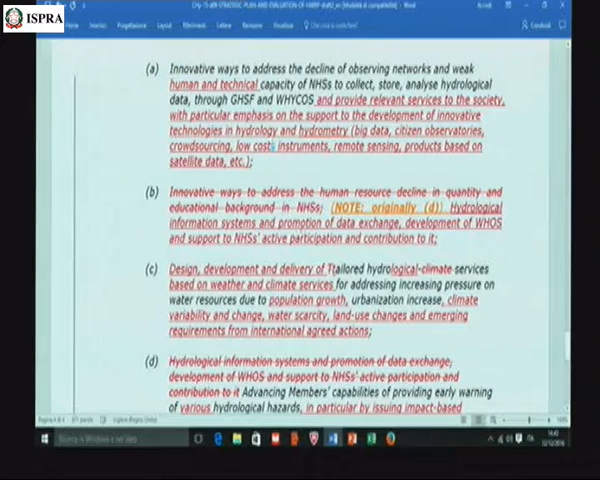 ISPRA
(a) Innovative ways to address the decline of observing networks and weak
human and technical capacity of NHSs to collect, store, analyse hydrological
data, through GHSF and WHYCOS and provide relevant services to the society,
with particular emphasis on the support to the development of innovative
technologies in hydrology and hydrometry (big data, citizen observatories,
crowdsourcing, low costs instruments, remote sensing, products based on
satellite data, etc.);
(b) Innovative ways to address the human resource decline in quantity and
educational background in NHSs; (NOTE: originally (d)) Hydrological
information systems and promotion of data exchange, development of WHOS
and support to NHSs' active participation and contribution to it;
(c) Design, development and delivery of Ttailored hydrological-climate services
based on weather and climate services for addressing increasing pressure on
water resources due to population growth, urbanization increase, climate
variability and change, water scarcity, land-use changes and emerging
requirements from international agreed actions;
(d) Hydrological information systems and promotion of data exchange,
development of WHOS and support to NHSs' active participation and
contribution to it Advancing Members' capabilities of providing early warning
of various hydrological hazards, in particular by issuing impact-based
14:43
12/12/2016